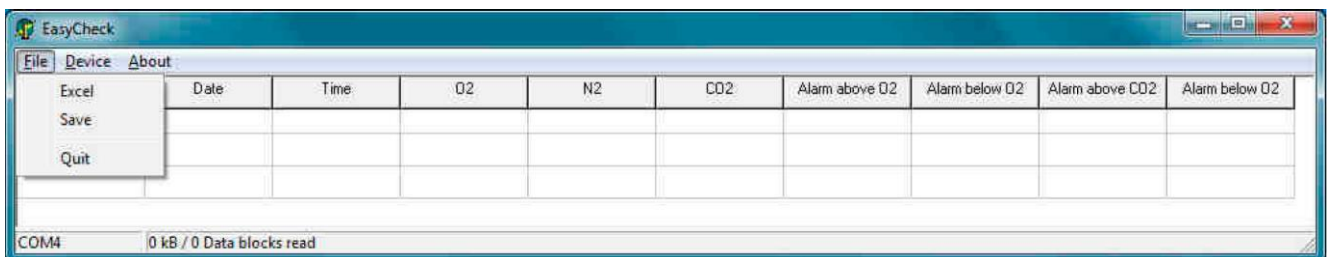 EasyCheck
File Device About
Excel
Save
Quit
Date Time O2 N2 CO2 Alarm above O2 Alarm below O2 Alarm above CO2 Alarm below O2
COM4 0 kB / 0 Data blocks read